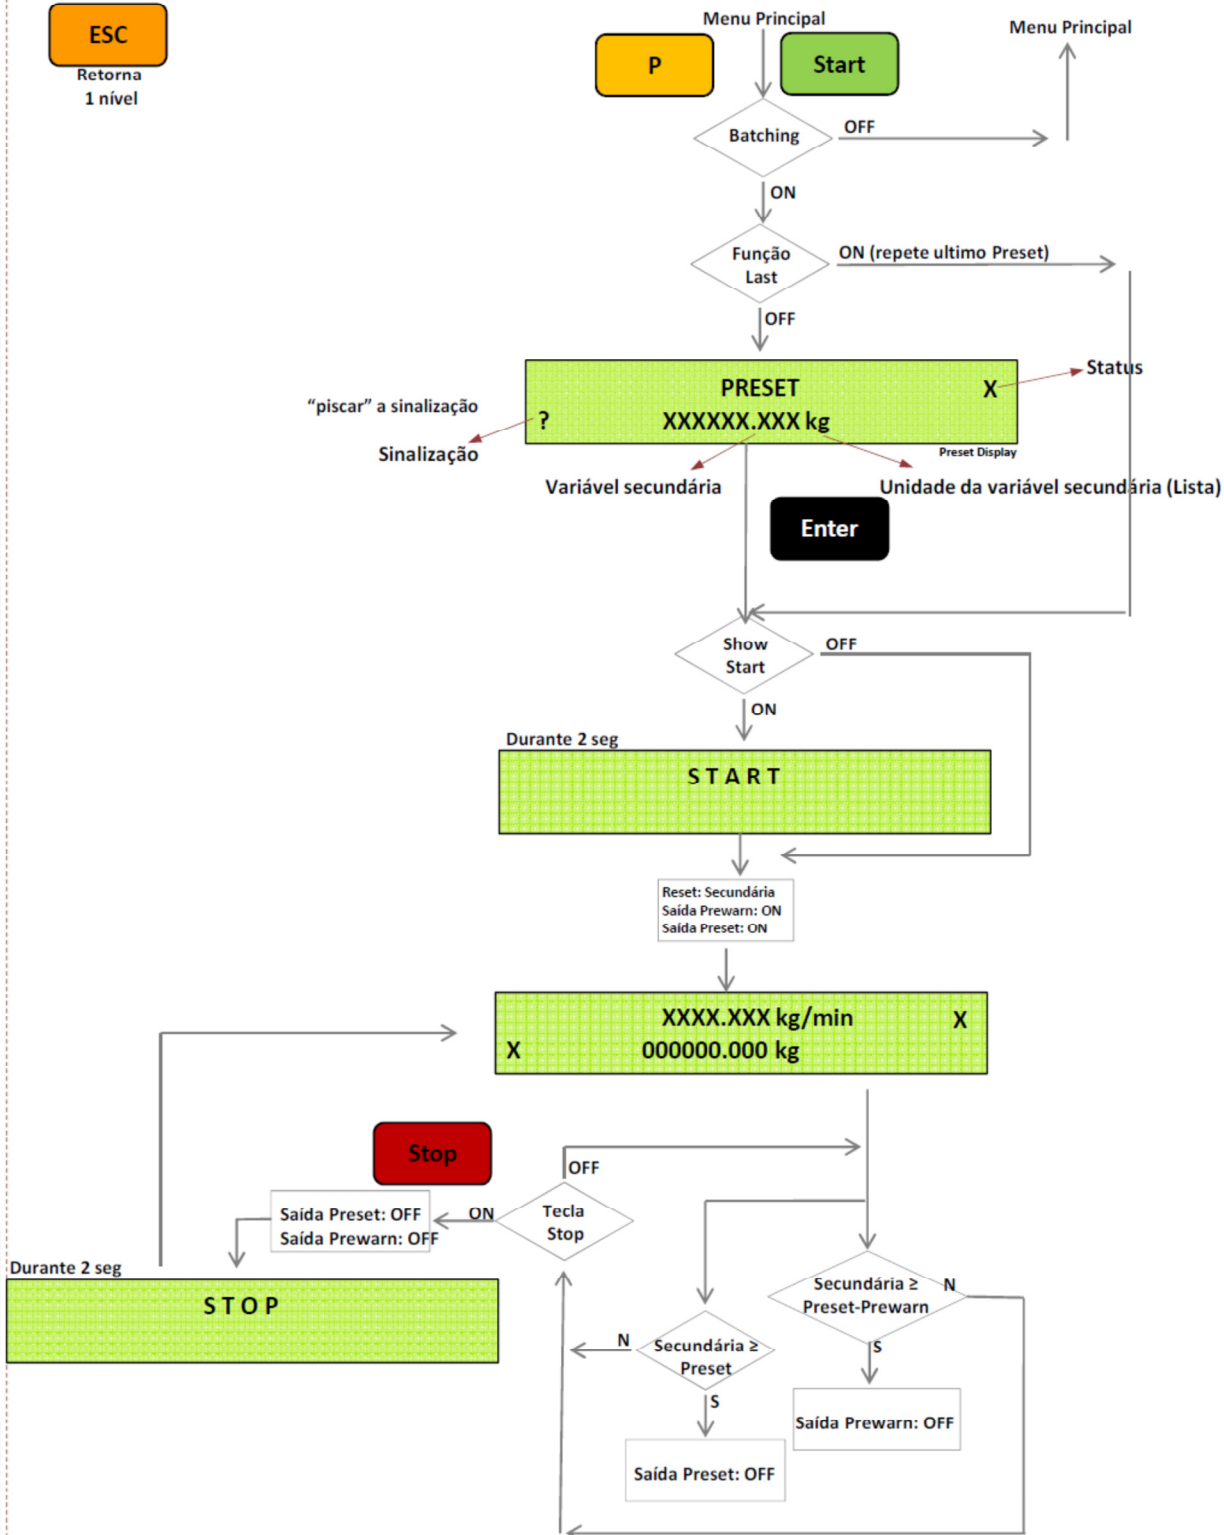 ESC
Retorna
1 nível
Menu Principal
Menu Principal
P
Start
Batching
OFF
ON
Função
Last
ON (repete ultimo Preset)
OFF
PRESET
X
Status
"piscar" a sinalização
?
XXXXXX.XXX kg
Sinalização
Preset Display
Variável secundária
Unidade da variável secundária (Lista)
Enter
Show
Start
OFF
ON
Durante 2 seg
S T A R T
Reset: Secundária
Saída Prewarn: ON
Saída Preset: ON
XXXX.XXX kg/min
X
X
000000.000 kg
Stop
OFF
Tecla
Stop
ON
Saída Preset: OFF
Saída Prewarn: OFF
Durante 2 seg
S T O P
Secundária ≥
Preset-Prewarn
N
S
N
Secundária ≥
Preset
S
Saída Prewarn: OFF
Saída Preset: OFF